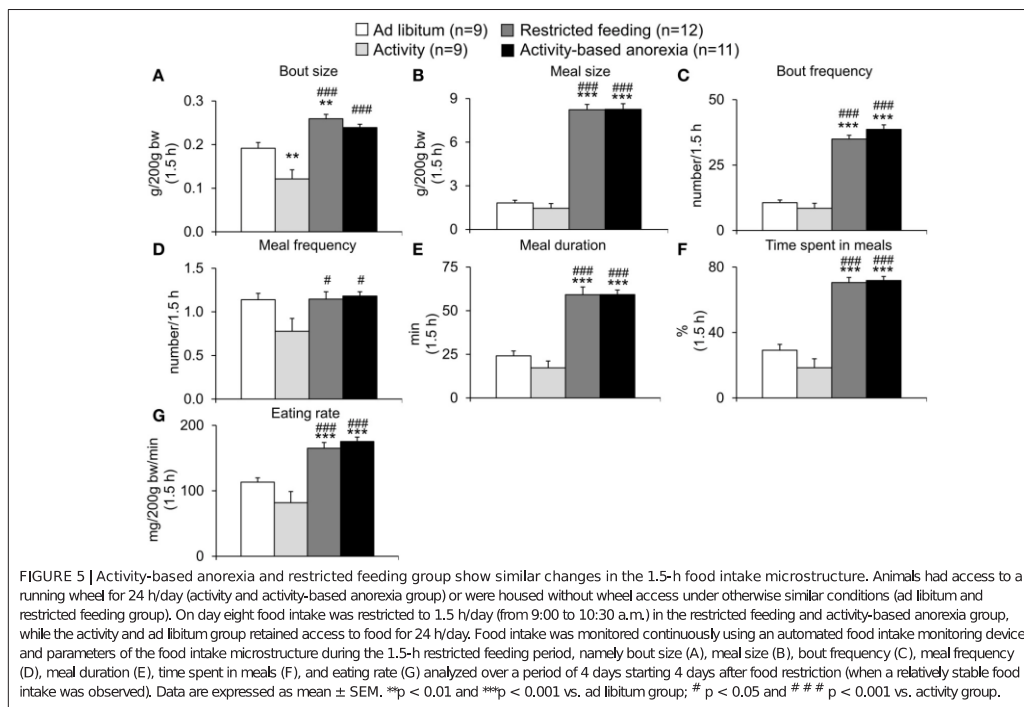 Ad libitum (n=9) Restricted feeding (n=12)
Activity (n=9) Activity-based anorexia (n=11)
A Bout size
g/200g bw
(1.5 h)
0.3
0.2
0.1
0.0
**
###
**
###
B Meal size
g/200g bw
(1.5 h)
9
6
3
0
###
***
###
***
C Bout frequency
number/1.5 h
50
25
0
###
***
###
***
D Meal frequency
number/1.5 h
1.5
1.0
0.5
0.0
#
#
E Meal duration
min
(1.5 h)
75
50
25
0
###
***
###
***
F Time spent in meals
%
(1.5 h)
80
40
0
###
***
###
***
G Eating rate
mg/200g bw/min
(1.5 h)
200
100
0
###
***
###
***
FIGURE 5 | Activity-based anorexia and restricted feeding group show similar changes in the 1.5-h food intake microstructure. Animals had access to a
running wheel for 24 h/day (activity and activity-based anorexia group) or were housed without wheel access under otherwise similar conditions (ad libitum and
restricted feeding group). On day eight food intake was restricted to 1.5 h/day (from 9:00 to 10:30 a.m.) in the restricted feeding and activity-based anorexia group,
while the activity and ad libitum group retained access to food for 24 h/day. Food intake was monitored continuously using an automated food intake monitoring device
and parameters of the food intake microstructure during the 1.5-h restricted feeding period, namely bout size (A), meal size (B), bout frequency (C), meal frequency
(D), meal duration (E), time spent in meals (F), and eating rate (G) analyzed over a period of 4 days starting 4 days after food restriction (when a relatively stable food
intake was observed). Data are expressed as mean ± SEM. **p < 0.01 and ***p < 0.001 vs. ad libitum group; # p < 0.05 and # # # p < 0.001 vs. activity group.